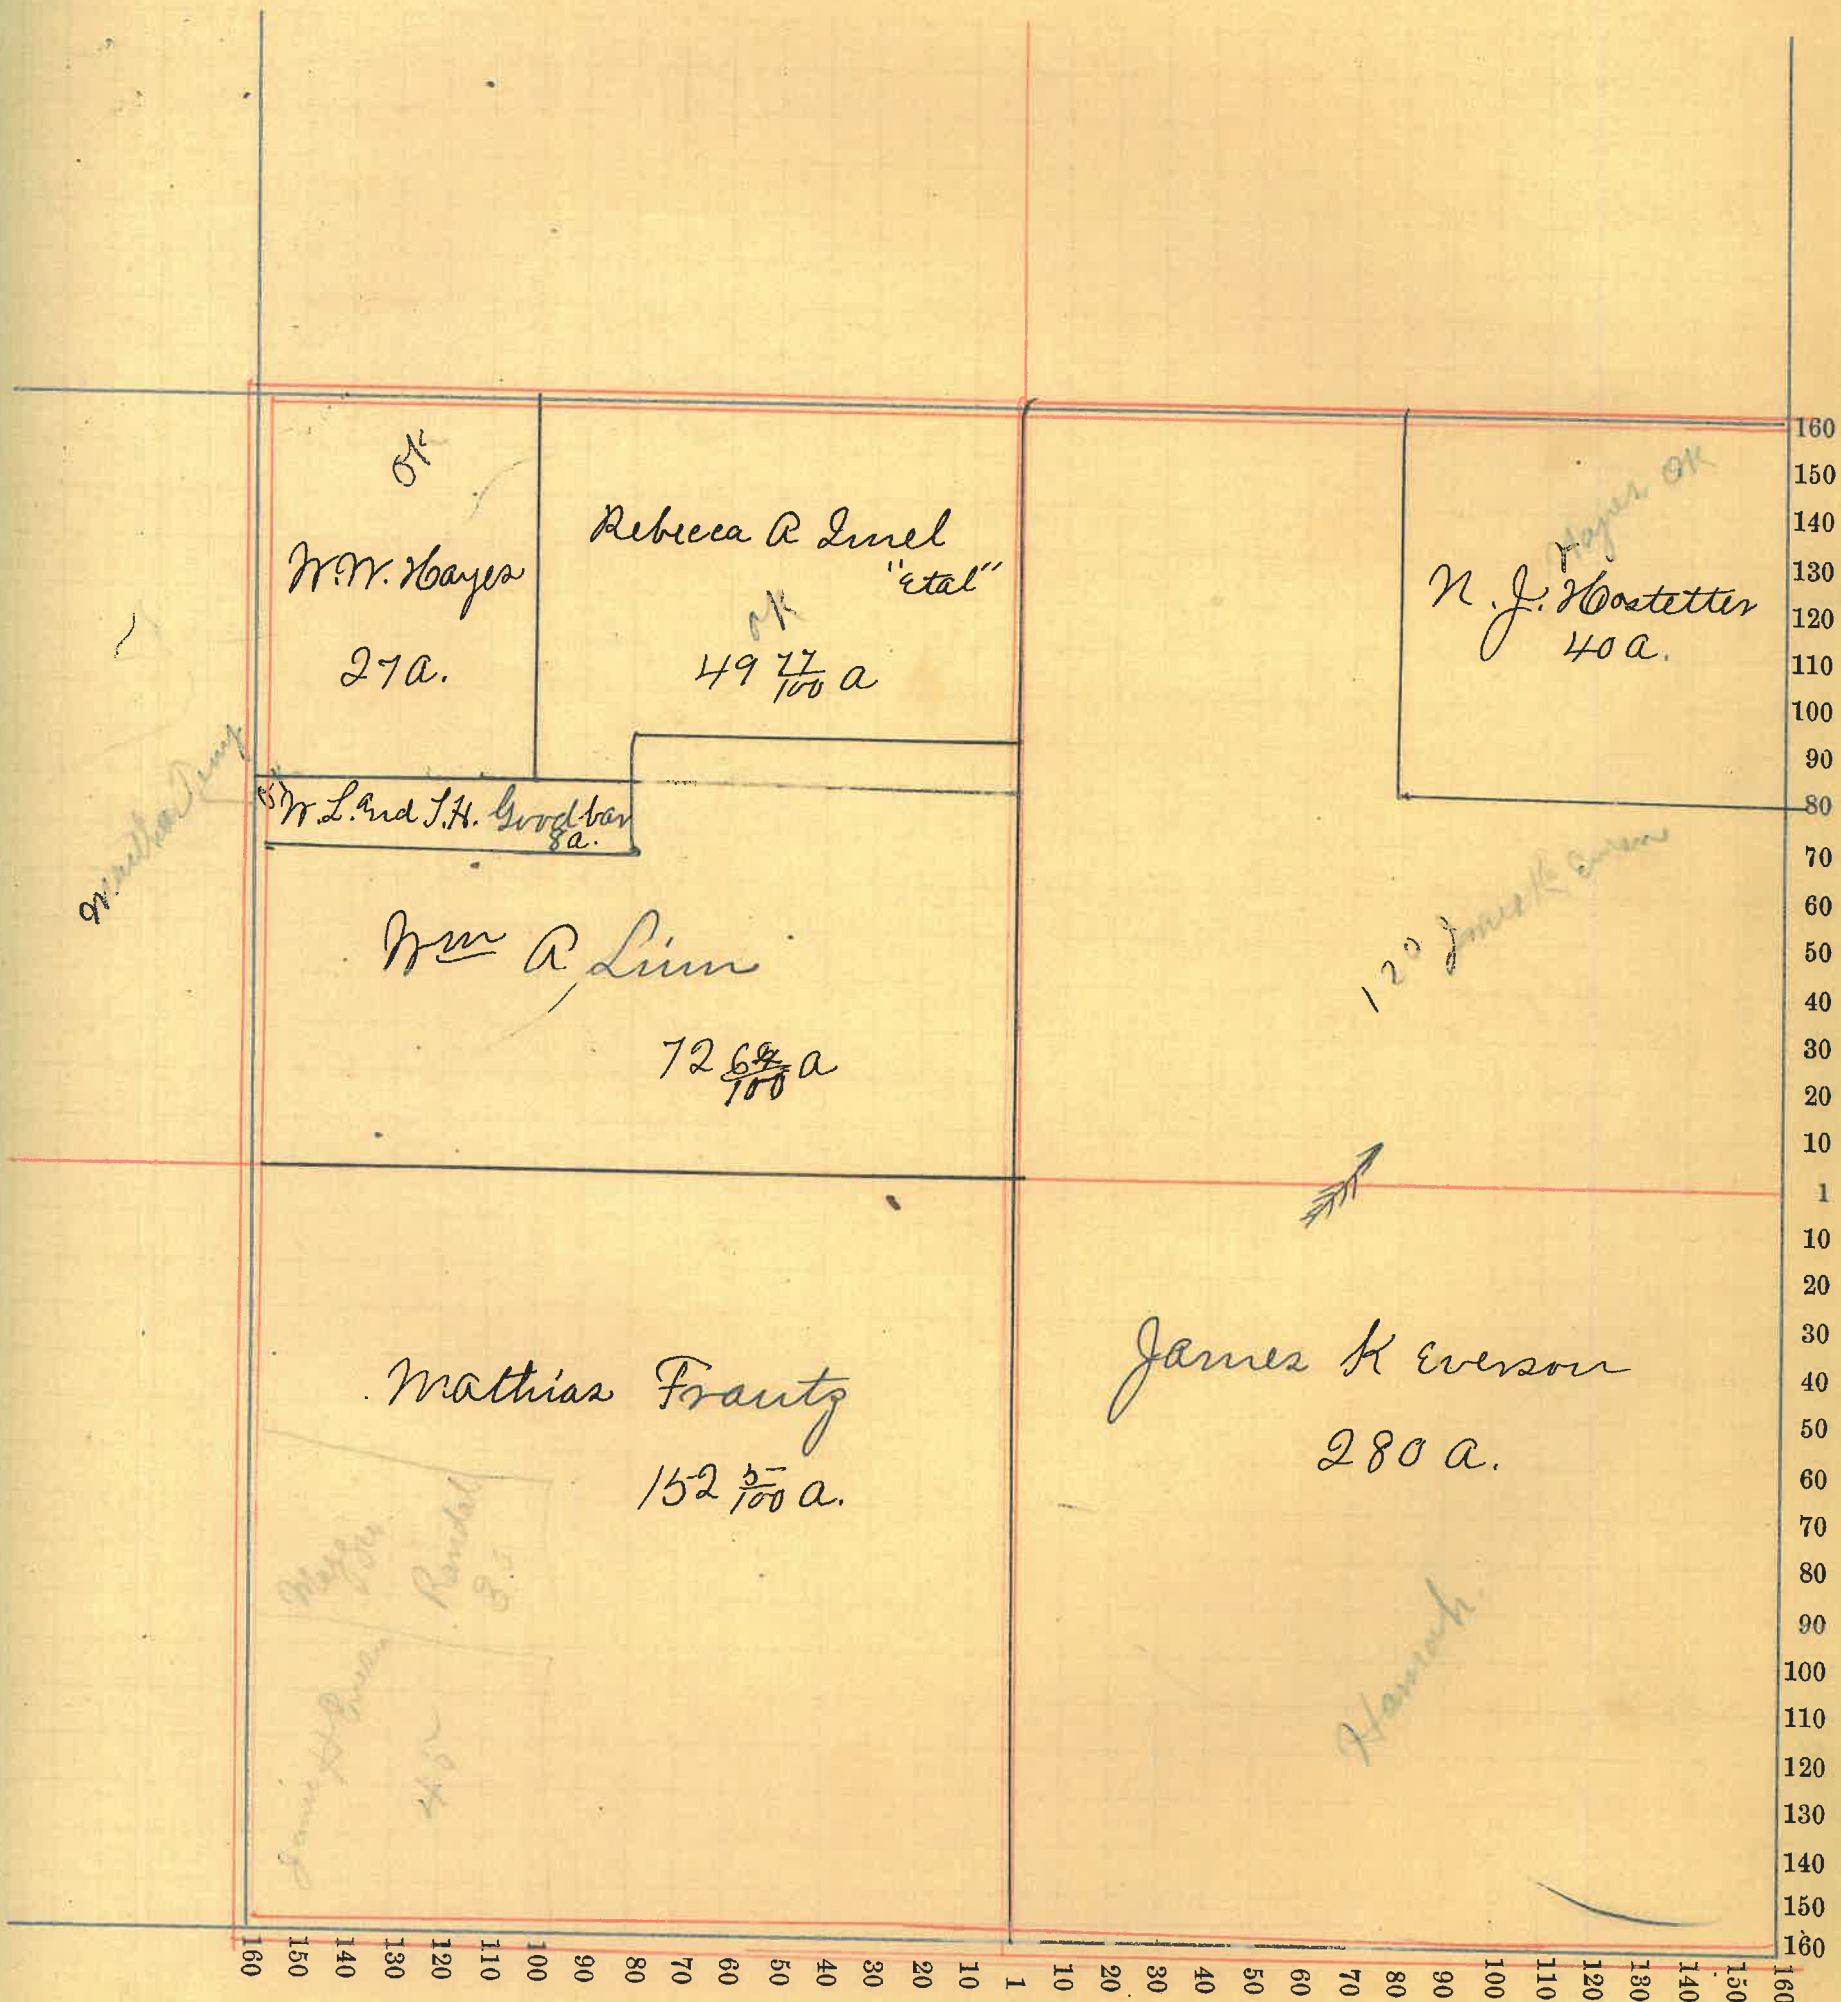 OK
W.W. Hayes
27 a.
Rebecca A Imel
"Etal"
OK
49 77/100 a
Hayes OK
N. J. Hostetter
40 a.
W. L. and T. H. Goodbar
8 a.
Wm A Linn
72 64/100 a
120 James K Everson
Mathias Frantz
152 5/100 a.
James K Everson
280 a.
Randal
45
Hannah
160
150
140
130
120
110
100
90
80
70
60
50
40
30
20
10
1
10
20
30
40
50
60
70
80
90
100
110
120
130
140
150
160
160 150 140 130 120 110 100 90 80 70 60 50 40 30 20 10 1 10 20 30 40 50 60 70 80 90 100 110 120 130 140 150 160